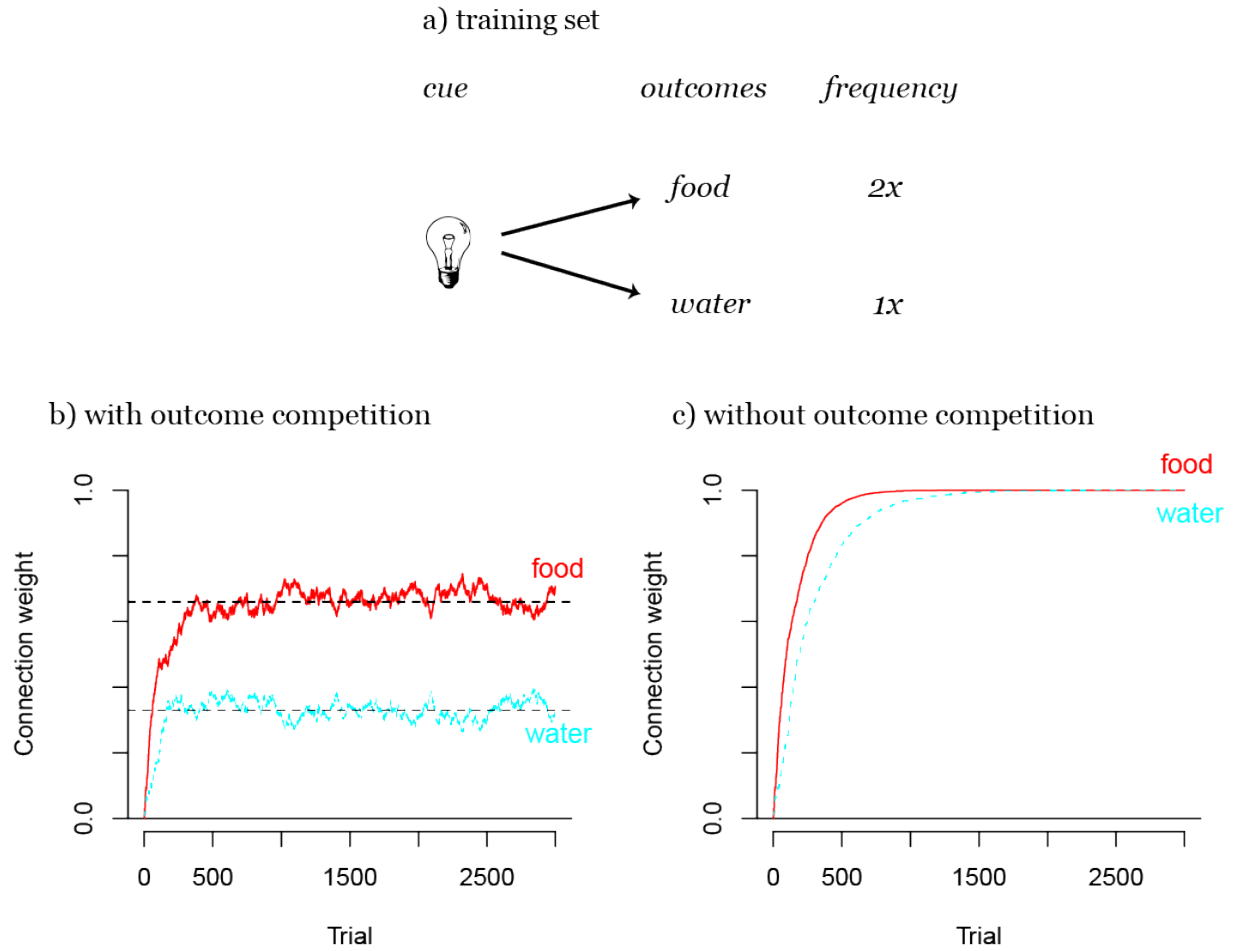 a) training set
cue outcomes frequency
food 2x
water 1x
b) with outcome competition
1.0
0.0
Connection weight
food
water
0 500 1500 2500
Trial
c) without outcome competition
1.0
0.0
Connection weight
food
water
0 500 1500 2500
Trial